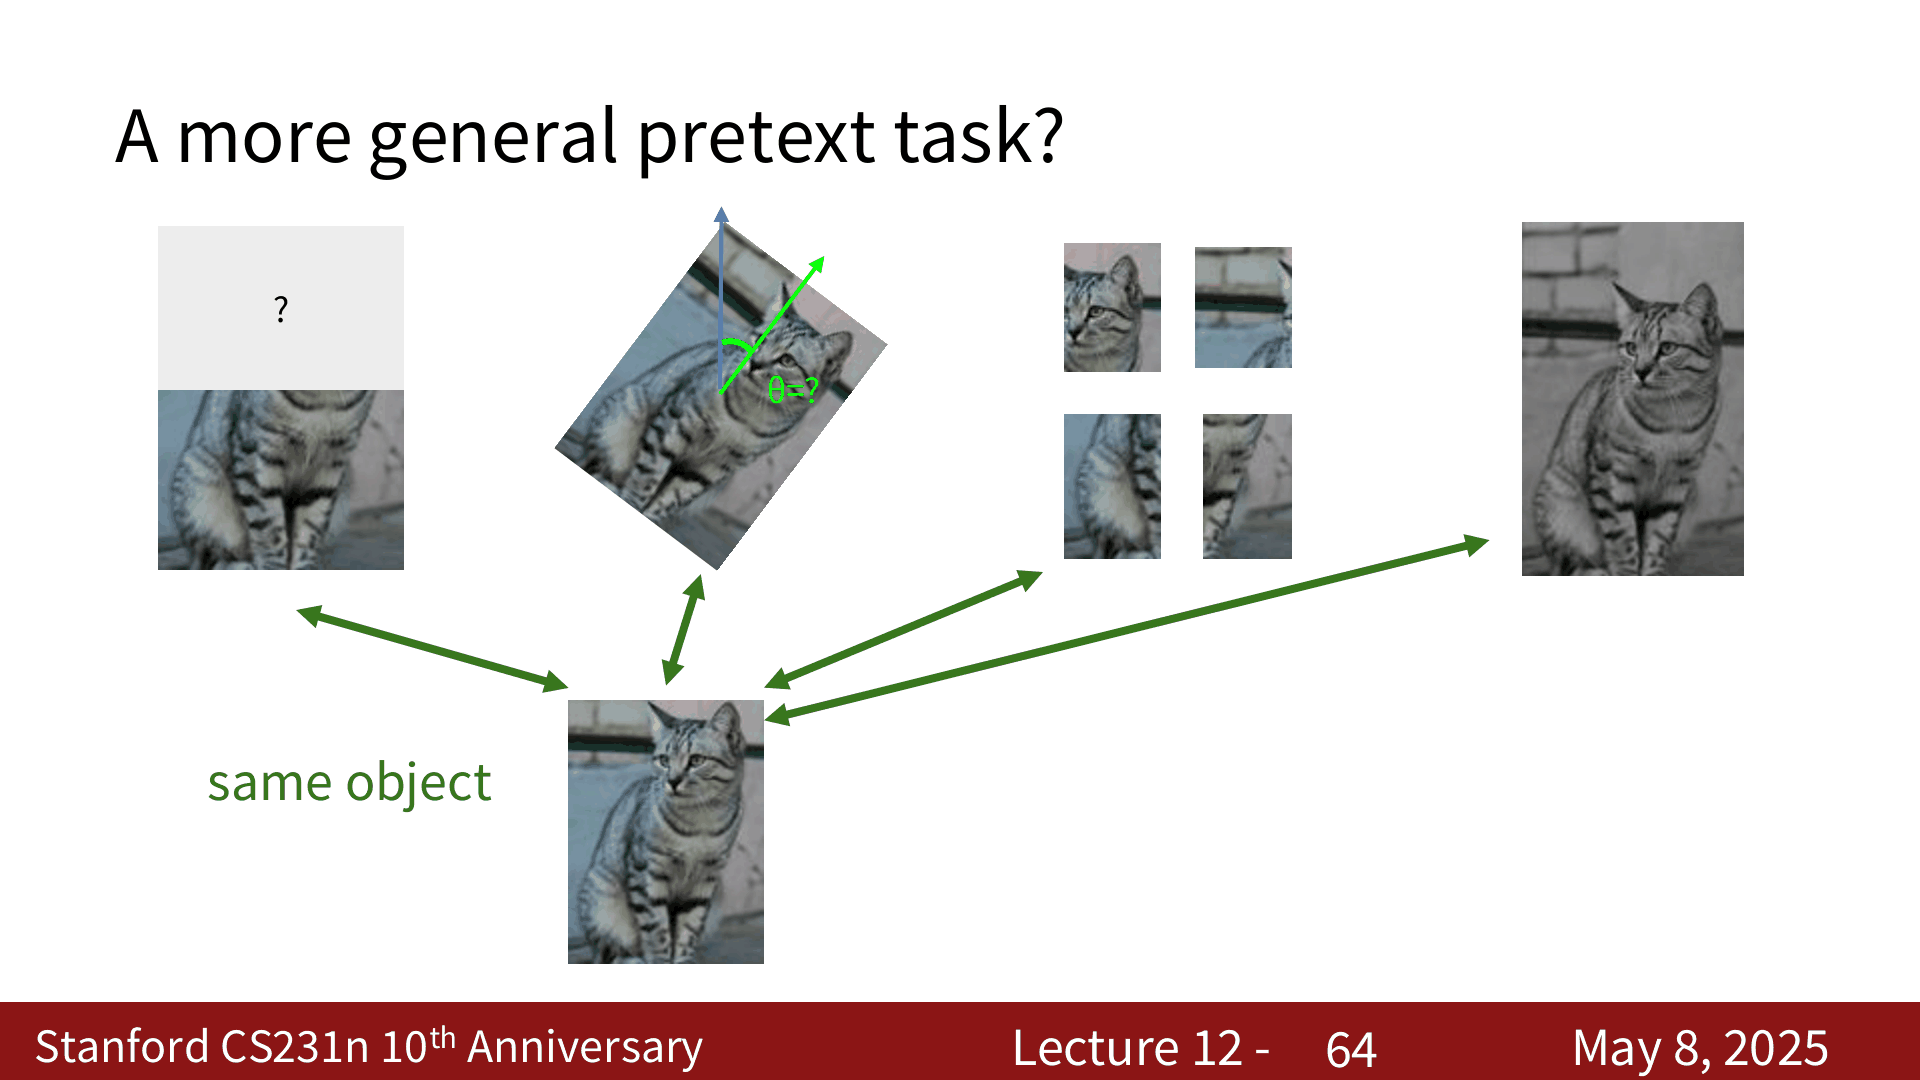 A more general pretext task?
?
θ=?
same object
Stanford CS231n 10th Anniversary
Lecture 12 - 64
May 8, 2025